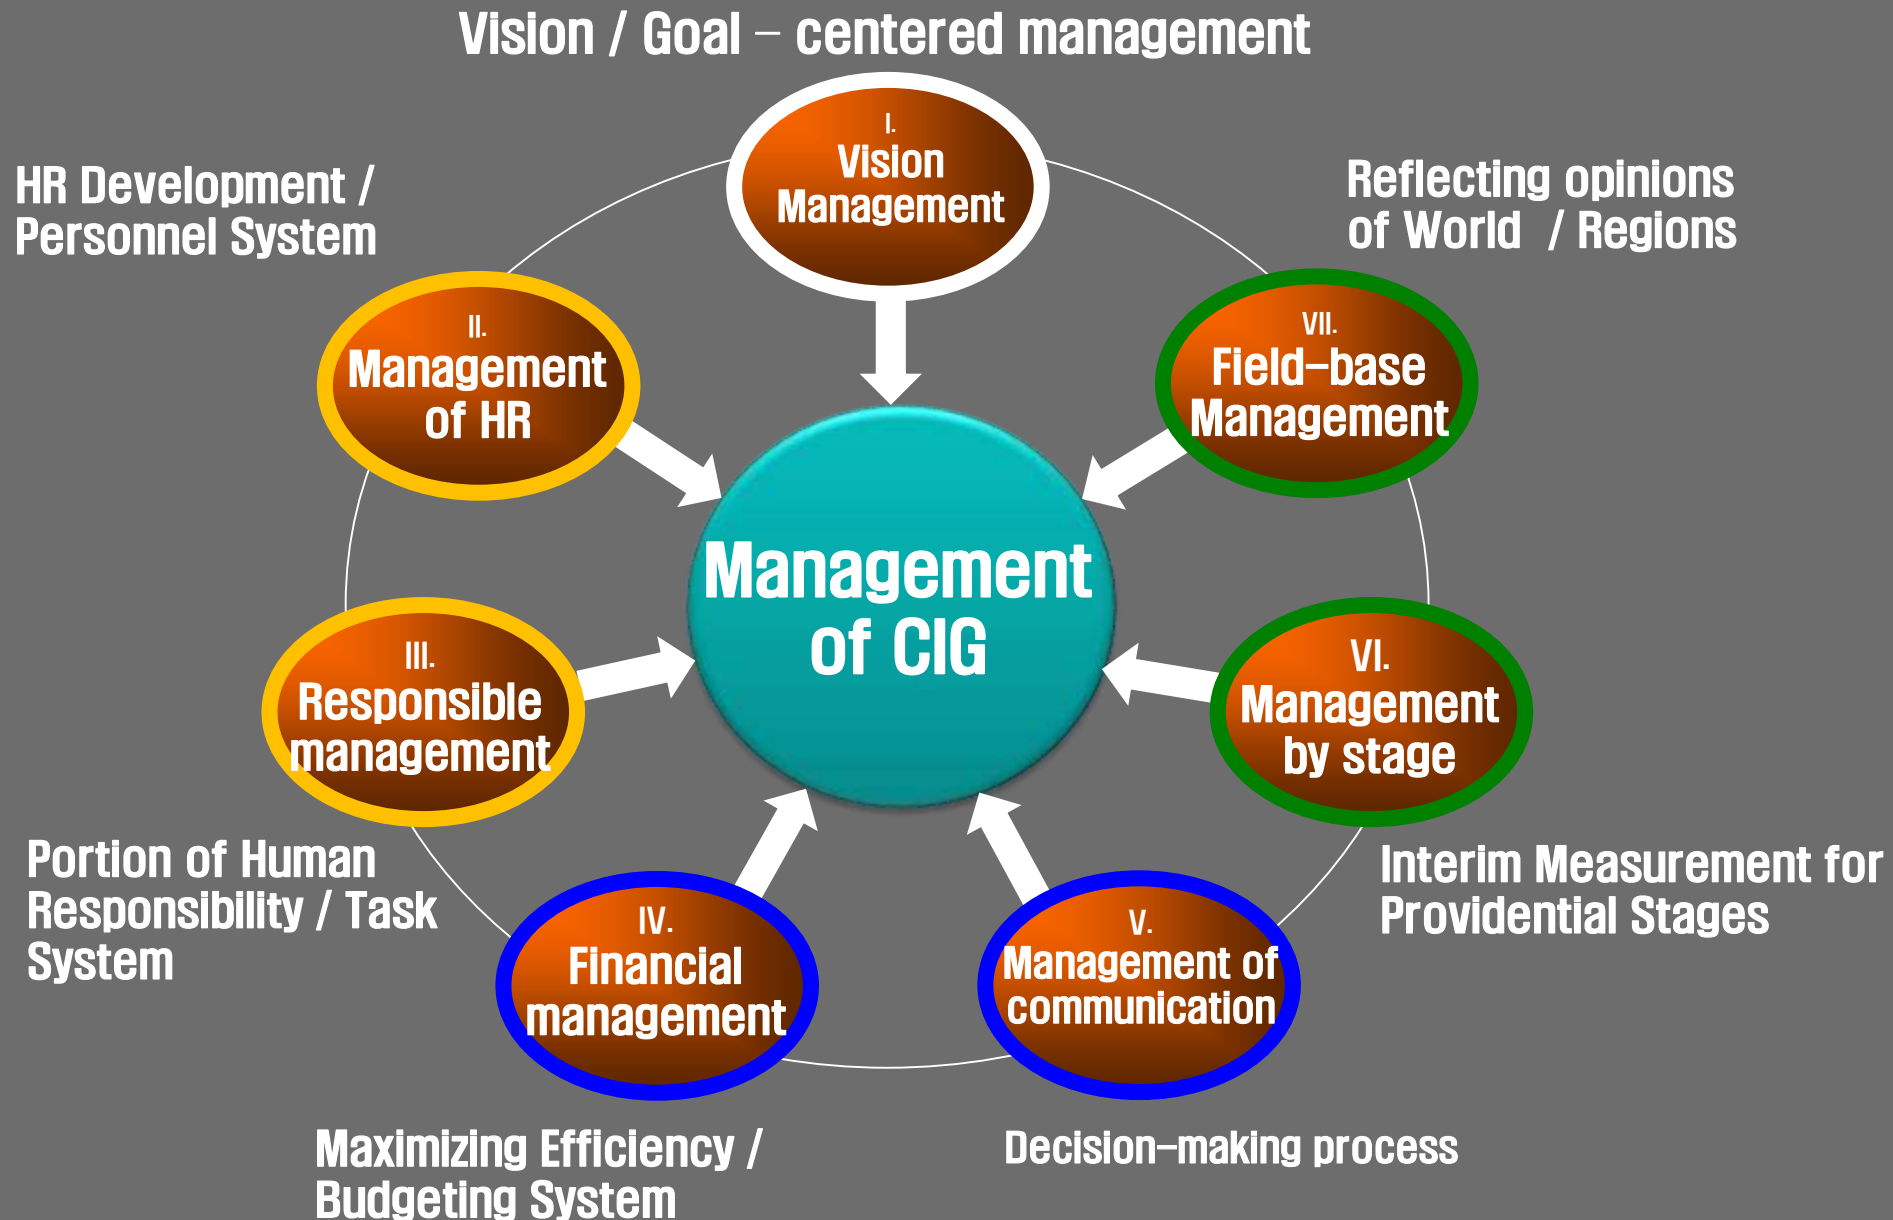 Vision / Goal – centered management
I.
Vision
Management
HR Development /
Personnel System
II.
Management
of HR
III.
Responsible
management
Portion of Human
Responsibility / Task
System
IV.
Financial
management
Maximizing Efficiency /
Budgeting System
V.
Management of
communication
Decision-making process
VI.
Management
by stage
Interim Measurement for
Providential Stages
VII.
Field-base
Management
Reflecting opinions
of World / Regions
Management
of CIG